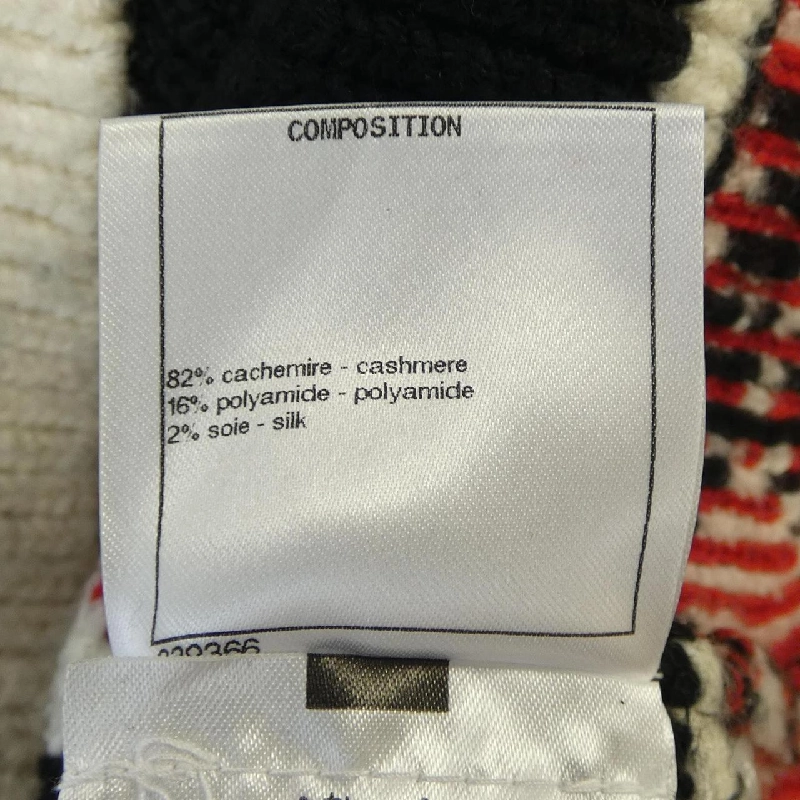 COMPOSITION
82% cachemire - cashmere
16% polyamide - polyamide
2% soie - silk